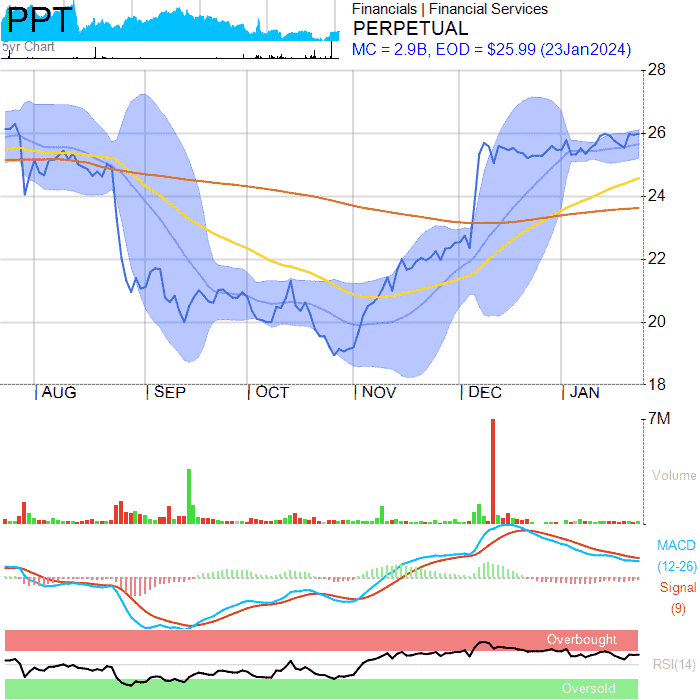 PPT
5yr Chart
Financials | Financial Services
PERPETUAL
MC = 2.9B, EOD = $25.99 (23Jan2024)
28
26
24
22
20
18
AUG SEP OCT NOV DEC JAN
7M
Volume
MACD
(12-26)
Signal
(9)
Overbought
RSI(14)
Oversold